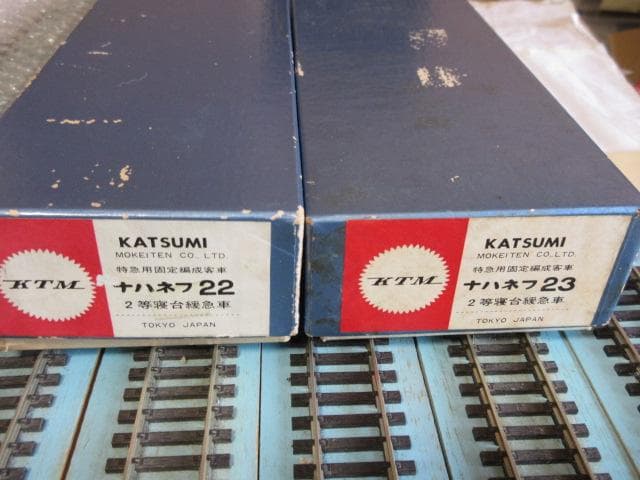 KTM
KATSUMI
MOKEITEN CO., LTD.
特急用固定編成客車
ナハネフ22
2等寝台緩急車
TOKYO JAPAN
KTM
KATSUMI
MOKEITEN CO., LTD.
特急用固定編成客車
ナハネフ23
2等寝台緩急車
TOKYO JAPAN